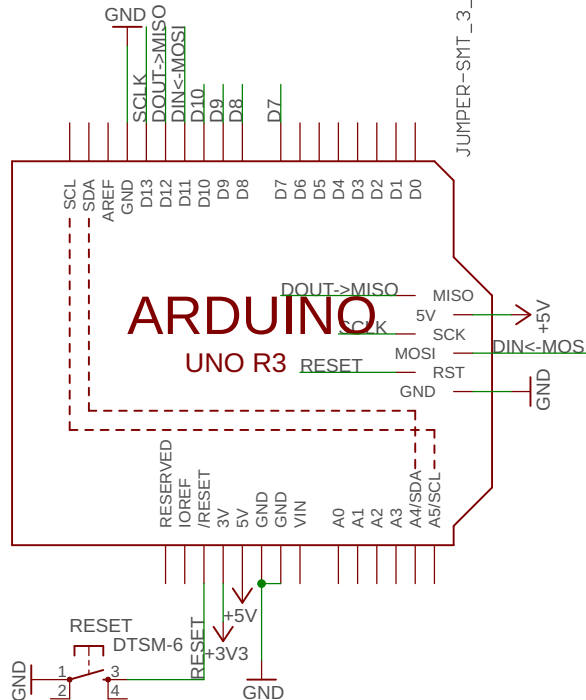 GND
JUMPER-SMT_3_
SCLK
DOUT->MISO
DIN<-MOSI
D10
D9
D8
D7
SCL
SDA
AREF
GND
D13
D12
D11
D10
D9
D8
D7
D6
D5
D4
D3
D2
D1
D0
DOUT->MISO
MISO
ARDUINO
5V
+5V
SCLK
SCK
UNO R3
MOSI
DIN<-MOS
RESET
RST
GND
GND
RESERVED
IOREF
/RESET
3V
5V
GND
GND
VIN
A0
A1
A2
A3
A4/SDA
A5/SCL
+5V
RESET
RESET
DTSM-6
+3V3
GND
1
3
2
4
GND